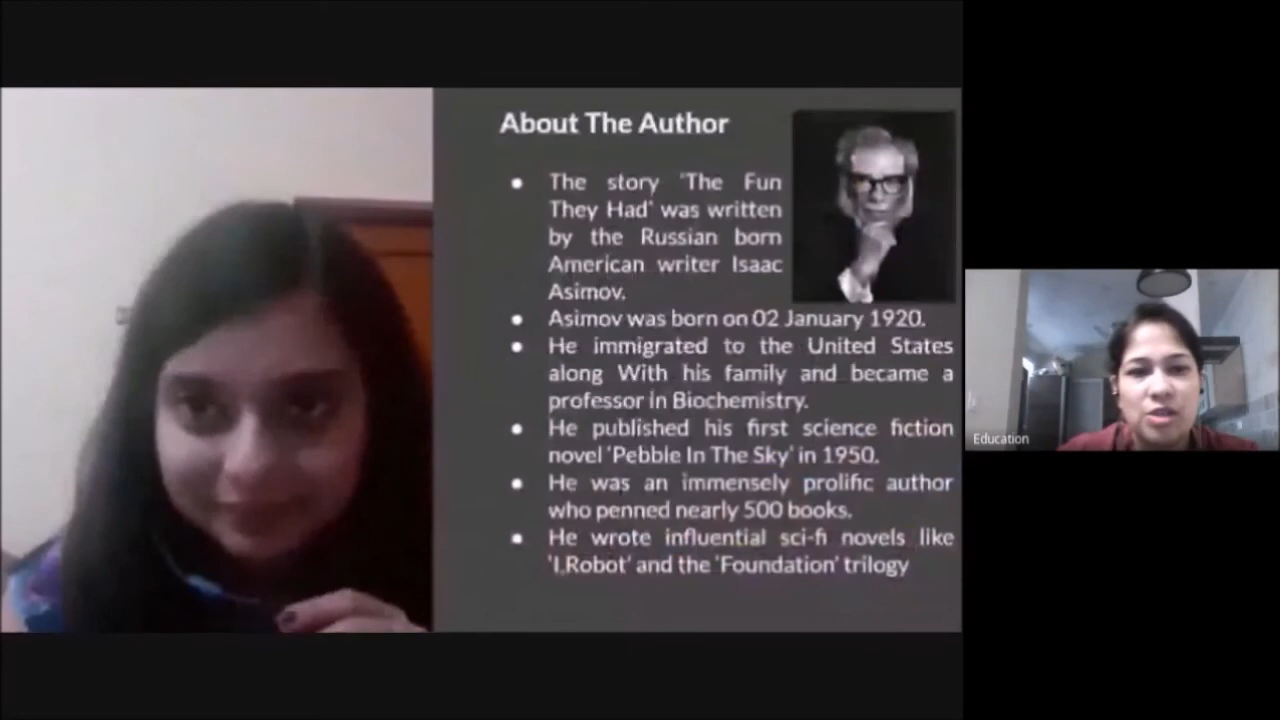 About The Author
The story 'The Fun
They Had' was written
by the Russian born
American writer Isaac
Asimov.
Asimov was born on 02 January 1920.
He immigrated to the United States
along With his family and became a
professor in Biochemistry.
He published his first science fiction
novel 'Pebble In The Sky' in 1950.
He was an immensely prolific author
who penned nearly 500 books.
He wrote influential sci-fi novels like
'I,Robot' and the 'Foundation' trilogy
Education